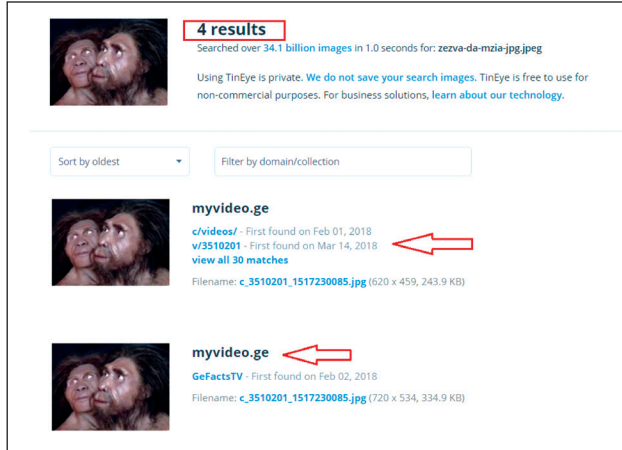 4 results
Searched over 34.1 billion images in 1.0 seconds for: zezva-da-mzia-jpg.jpeg
Using TinEye is private. We do not save your search images. TinEye is free to use for
non-commercial purposes. For business solutions, learn about our technology.
Sort by oldest
Filter by domain/collection
myvideo.ge
c/videos/ - First found on Feb 01, 2018
v/3510201 - First found on Mar 14, 2018
view all 30 matches
Filename: c_3510201_1517230085.jpg (620 x 459, 243.9 KB)
myvideo.ge
GeFactsTV - First found on Feb 02, 2018
Filename: c_3510201_1517230085.jpg (720 x 534, 334.9 KB)